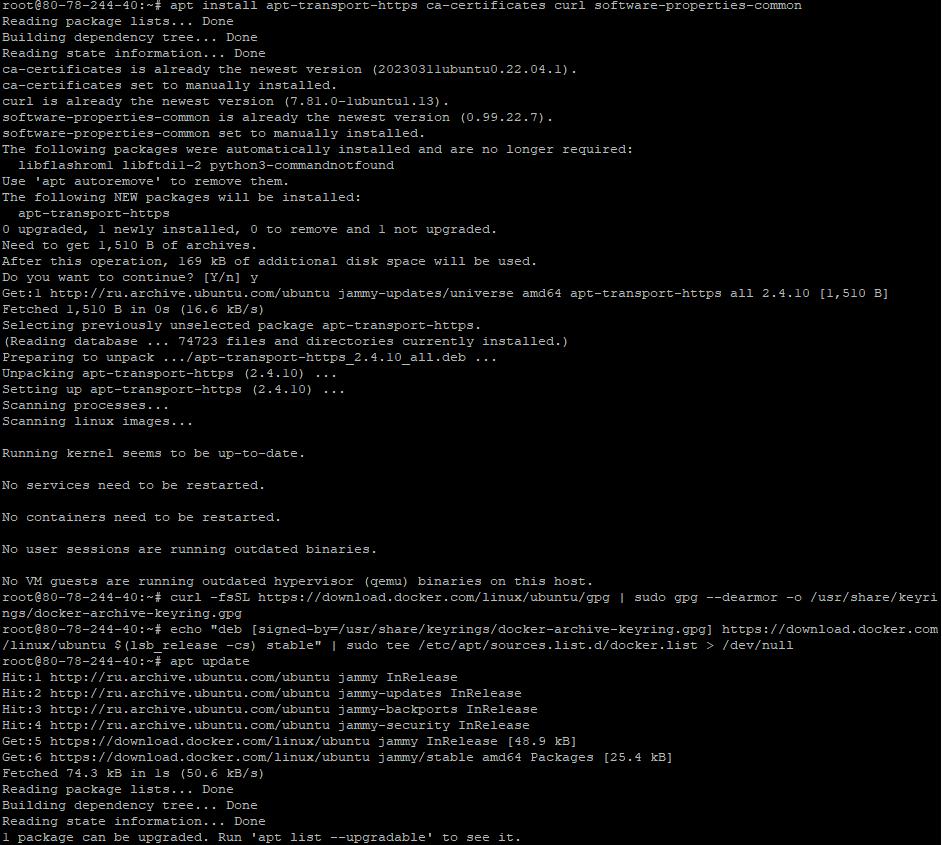 root@80-78-244-40:~# apt install apt-transport-https ca-certificates curl software-properties-common
Reading package lists... Done
Building dependency tree... Done
Reading state information... Done
ca-certificates is already the newest version (20230311ubuntu0.22.04.1).
ca-certificates set to manually installed.
curl is already the newest version (7.81.0-1ubuntu1.13).
software-properties-common is already the newest version (0.99.22.7).
software-properties-common set to manually installed.
The following packages were automatically installed and are no longer required:
  libflashrom1 libftdi1-2 python3-commandnotfound
Use 'apt autoremove' to remove them.
The following NEW packages will be installed:
  apt-transport-https
0 upgraded, 1 newly installed, 0 to remove and 1 not upgraded.
Need to get 1,510 B of archives.
After this operation, 169 kB of additional disk space will be used.
Do you want to continue? [Y/n] y
Get:1 http://ru.archive.ubuntu.com/ubuntu jammy-updates/universe amd64 apt-transport-https all 2.4.10 [1,510 B]
Fetched 1,510 B in 0s (16.6 kB/s)
Selecting previously unselected package apt-transport-https.
(Reading database ... 74723 files and directories currently installed.)
Preparing to unpack .../apt-transport-https_2.4.10_all.deb ...
Unpacking apt-transport-https (2.4.10) ...
Setting up apt-transport-https (2.4.10) ...
Scanning processes...
Scanning linux images...
Running kernel seems to be up-to-date.
No services need to be restarted.
No containers need to be restarted.
No user sessions are running outdated binaries.
No VM guests are running outdated hypervisor (qemu) binaries on this host.
root@80-78-244-40:~# curl -fsSL https://download.docker.com/linux/ubuntu/gpg | sudo gpg --dearmor -o /usr/share/keyri
ngs/docker-archive-keyring.gpg
root@80-78-244-40:~# echo "deb [signed-by=/usr/share/keyrings/docker-archive-keyring.gpg] https://download.docker.com
/linux/ubuntu $(lsb_release -cs) stable" | sudo tee /etc/apt/sources.list.d/docker.list > /dev/null
root@80-78-244-40:~# apt update
Hit:1 http://ru.archive.ubuntu.com/ubuntu jammy InRelease
Hit:2 http://ru.archive.ubuntu.com/ubuntu jammy-updates InRelease
Hit:3 http://ru.archive.ubuntu.com/ubuntu jammy-backports InRelease
Hit:4 http://ru.archive.ubuntu.com/ubuntu jammy-security InRelease
Get:5 https://download.docker.com/linux/ubuntu jammy InRelease [48.9 kB]
Get:6 https://download.docker.com/linux/ubuntu jammy/stable amd64 Packages [25.4 kB]
Fetched 74.3 kB in 1s (50.6 kB/s)
Reading package lists... Done
Building dependency tree... Done
Reading state information... Done
1 package can be upgraded. Run 'apt list --upgradable' to see it.